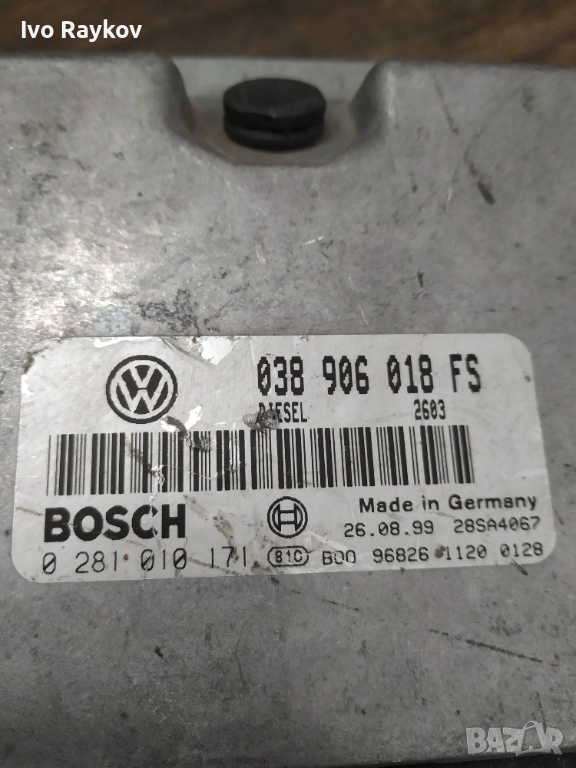 Ivo Raykov
038 906 018 FS
DIESEL 2603
BOSCH
Made in Germany
26.08.99 28SA4067
0 281 010 171 B1C B00 96826 1120 0128
BAZAR